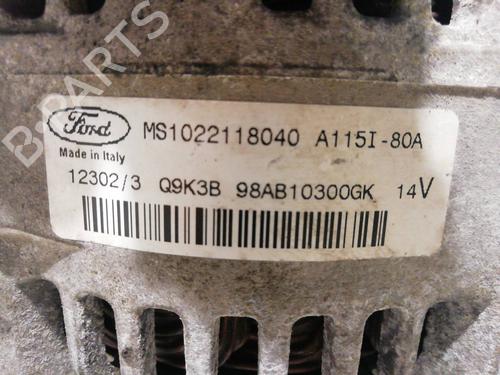 B-PARTS
Ford MS1022118040 A115I-80A
Made in Italy
12302/3 Q9K3B 98AB10300GK 14V